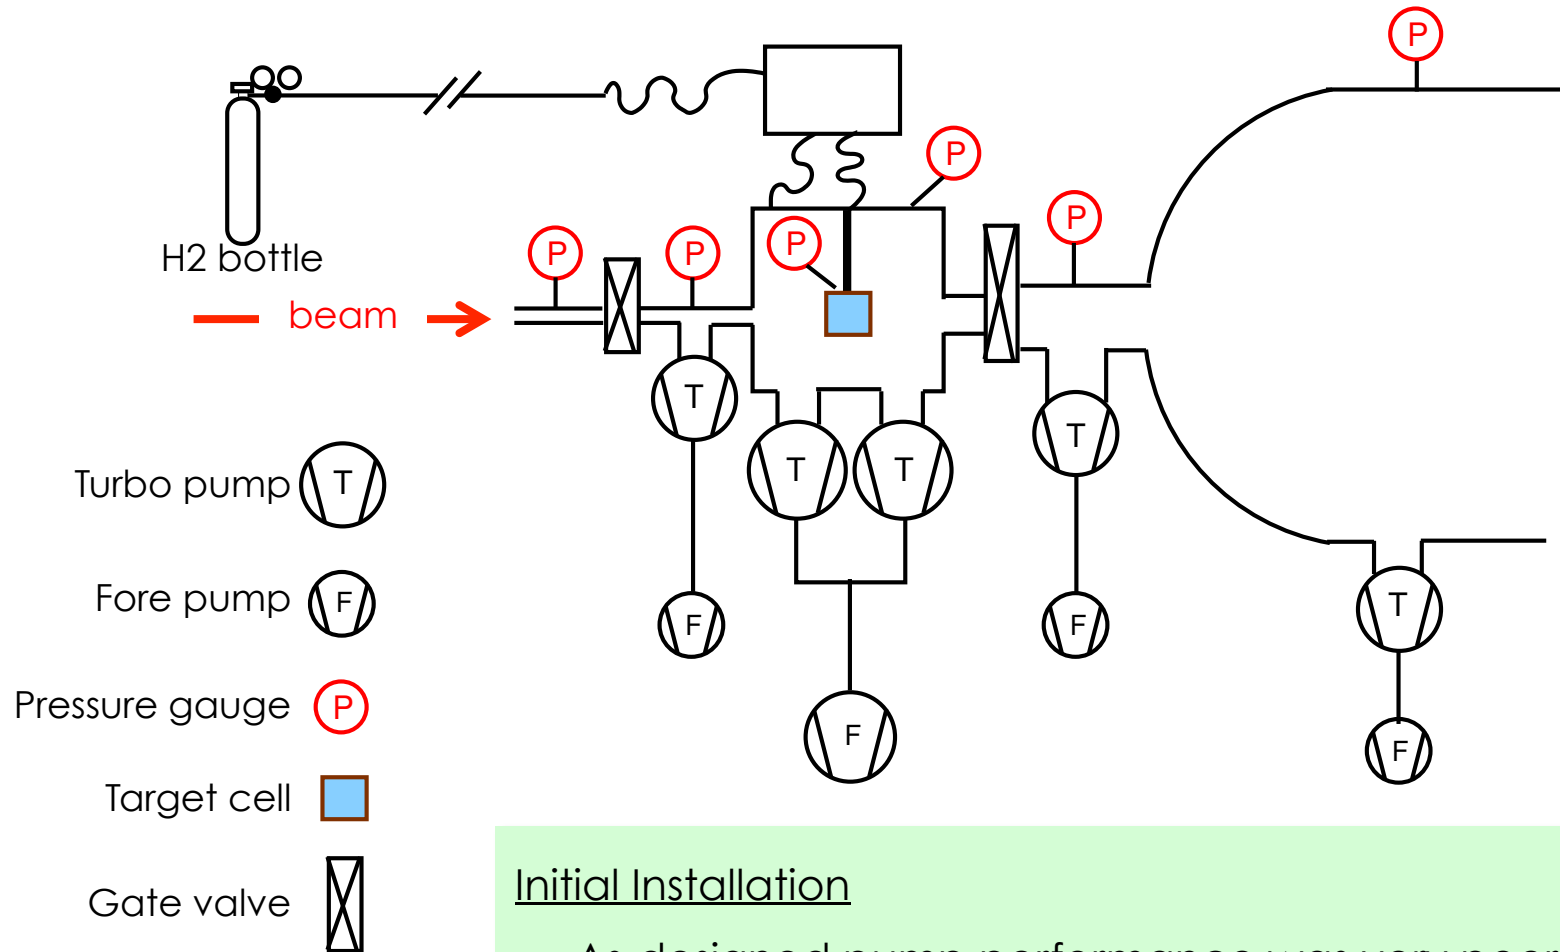 P
P
P
P
P
P
H2 bottle
P
beam
T
T
T
T
T
F
F
F
F
Turbo pump T
Fore pump F
Pressure gauge P
Target cell
Gate valve
Initial Installation